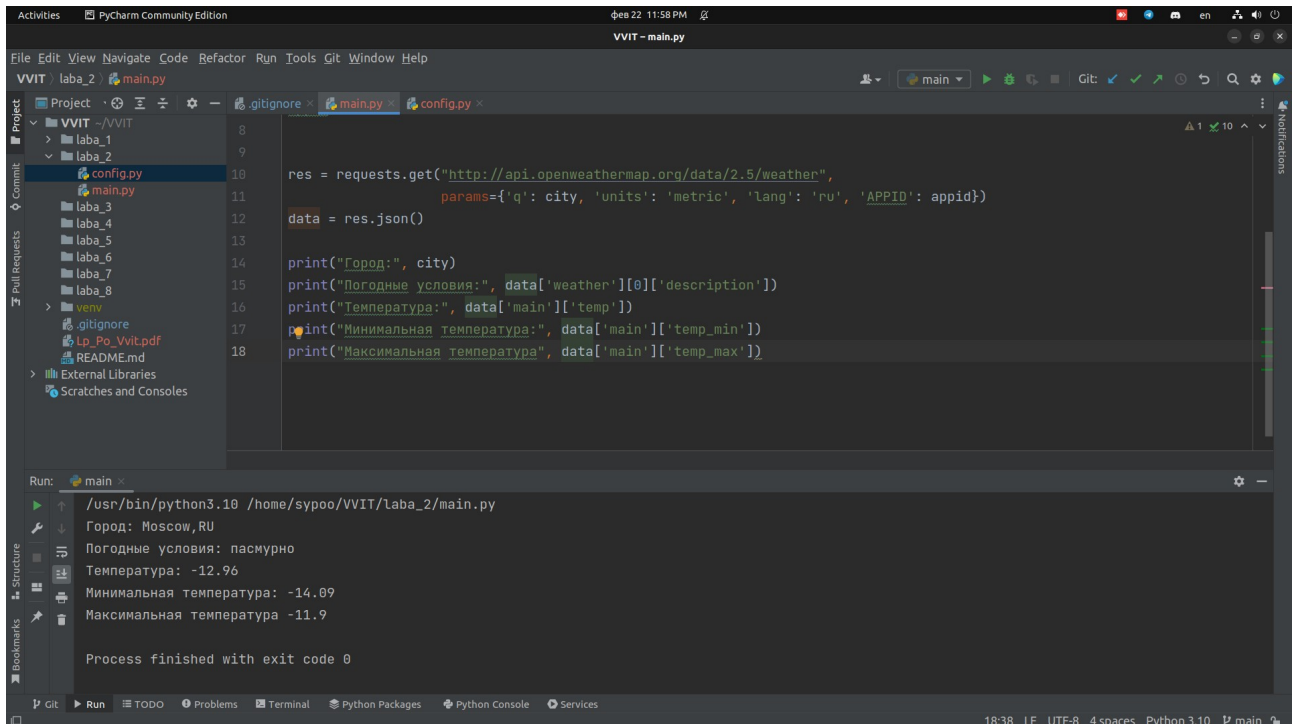 Activities PyCharm Community Edition фев 22 11:58 PM en
VVIT – main.py
File Edit View Navigate Code Refactor Run Tools Git Window Help
VVIT laba_2 main.py main Git:
Project .gitignore main.py config.py
VVIT ~/VVIT
laba_1
laba_2
config.py
main.py
laba_3
laba_4
laba_5
laba_6
laba_7
laba_8
venv
.gitignore
Lp_Po_Vvit.pdf
README.md
External Libraries
Scratches and Consoles
Project
Commit
Pull Requests
Structure
Bookmarks
Notifications
1 10
8
9
10 res = requests.get("http://api.openweathermap.org/data/2.5/weather",
11 params={'q': city, 'units': 'metric', 'lang': 'ru', 'APPID': appid})
12 data = res.json()
13
14 print("Город:", city)
15 print("Погодные условия:", data['weather'][0]['description'])
16 print("Температура:", data['main']['temp'])
17 print("Минимальная температура:", data['main']['temp_min'])
18 print("Максимальная температура", data['main']['temp_max'])
Run: main
/usr/bin/python3.10 /home/sypoo/VVIT/laba_2/main.py
Город: Moscow,RU
Погодные условия: пасмурно
Температура: -12.96
Минимальная температура: -14.09
Максимальная температура -11.9
Process finished with exit code 0
Git Run TODO Problems Terminal Python Packages Python Console Services
18:38 LF UTF-8 4 spaces Python 3.10 main